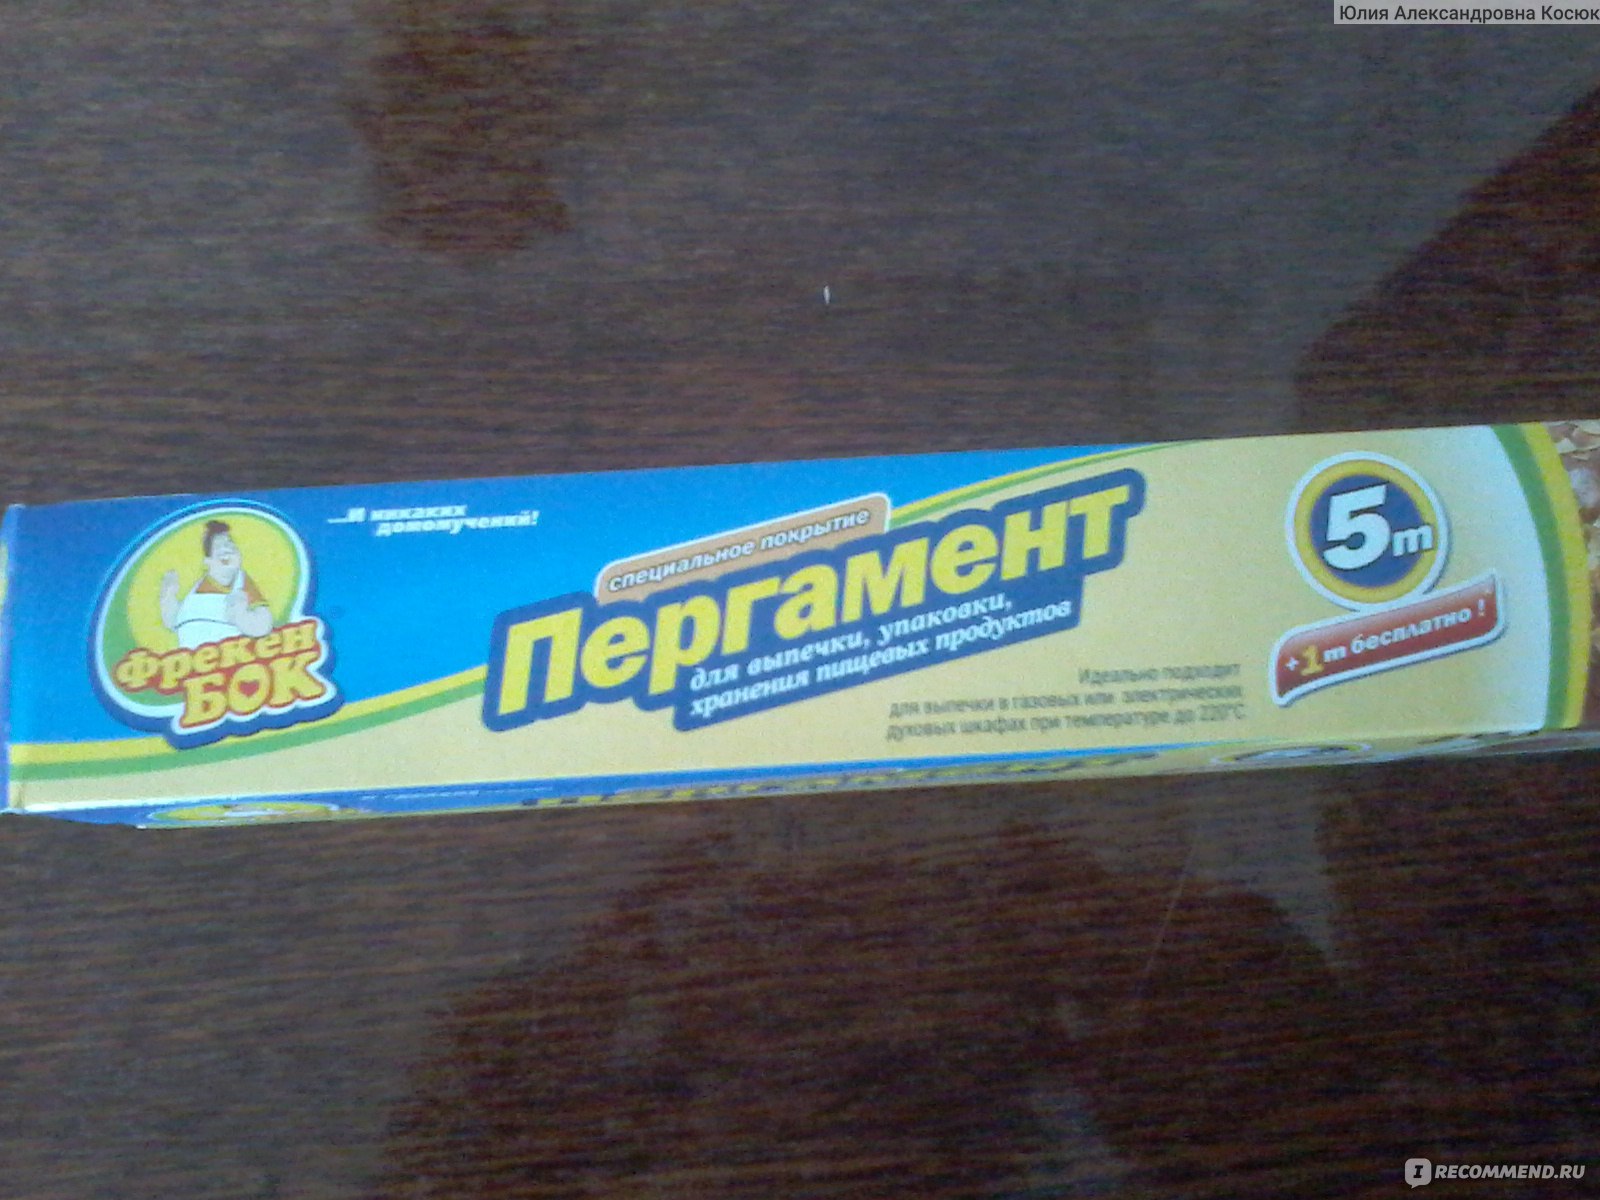 Юлия Александровна Косюк
...И никаких
домомучений!
Фрекен
БОК
специальное покрытие
Пергамент
для выпечки, упаковки,
хранения пищевых продуктов
Идеально подходит
для выпечки в газовых или электрических
духовых шкафах при температуре до 220°С
5m
+1m бесплатно!
IRECOMMEND.RU